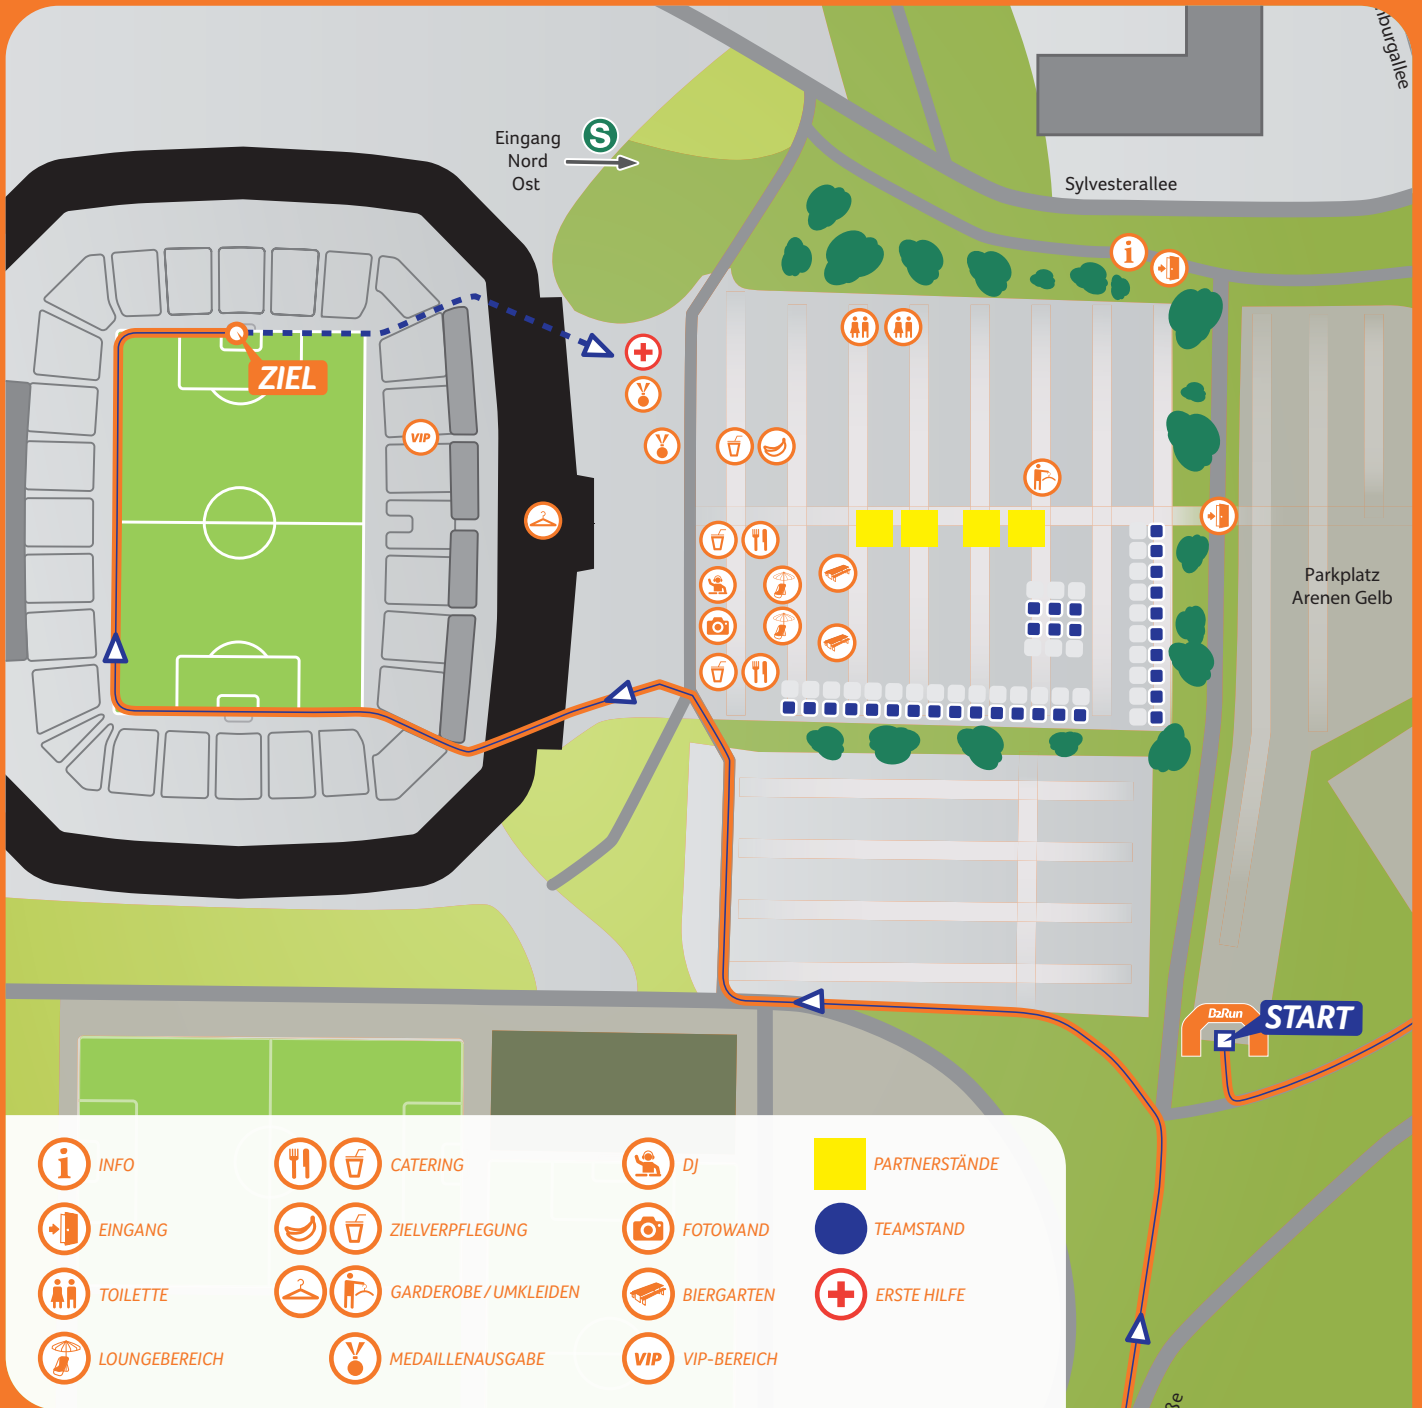 Eingang
Nord
Ost
S
Sylvesterallee
i
ZIEL
VIP
Parkplatz
Arenen Gelb
B2Run
START
i INFO
CATERING
DJ
PARTNERSTÄNDE
EINGANG
ZIELVERPFLEGUNG
FOTOWAND
TEAMSTAND
TOILETTE
GARDEROBE / UMKLEIDEN
BIERGARTEN
ERSTE HILFE
LOUNGEBEREICH
MEDAILLENAUSGABE
VIP VIP-BEREICH